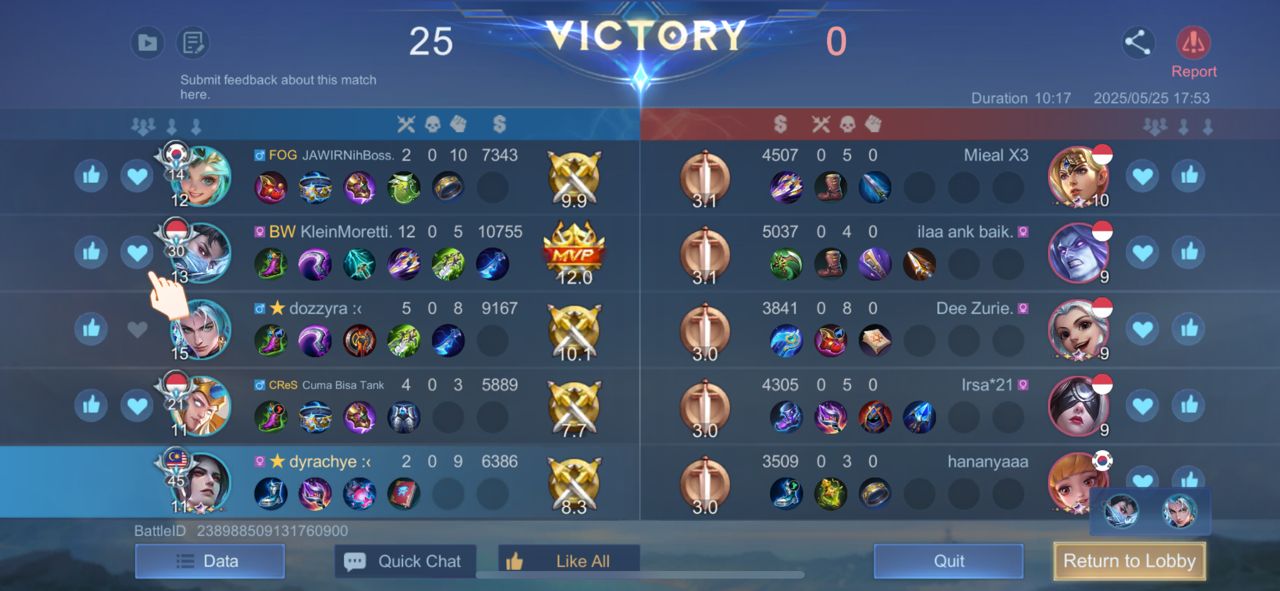 25
VICTORY
0
Submit feedback about this match
here.
Report
Duration 10:17
2025/05/25 17:53
FOG JAWIRNihBoss. 2 0 10 7343
14
12
9.9
4507 0 5 0 Mieal X3
3.1
10
BW KleinMoretti. 12 0 5 10755
30
13
MVP
12.0
5037 0 4 0 ilaa ank baik.
3.1
9
dozzyra :‹ 5 0 8 9167
15
10.1
3841 0 8 0 Dee Zurie.
3.0
9
CReS Cuma Bisa Tank 4 0 3 5889
21
11
7.7
4305 0 5 0 Irsa*21
3.0
9
dyrachye :‹ 2 0 9 6386
45
11
8.3
3509 0 3 0 hananyaaa
3.0
BattleID 238988509131760900
Data
Quick Chat
Like All
Quit
Return to Lobby